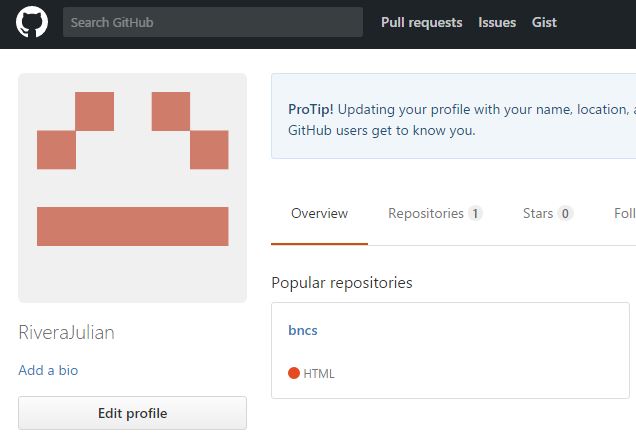 Search GitHub
Pull requests
Issues
Gist
ProTip! Updating your profile with your name, location,
GitHub users get to know you.
Overview
Repositories 1
Stars 0
Foll
Popular repositories
bncs
HTML
RiveraJulian
Add a bio
Edit profile